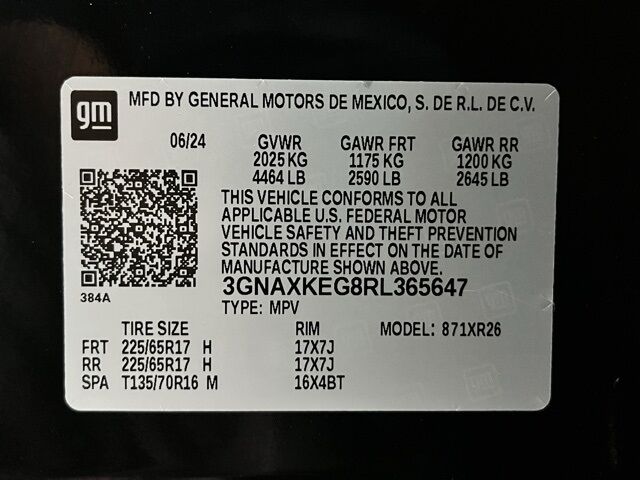 gm
MFD BY GENERAL MOTORS DE MEXICO, S. DE R.L. DE C.V.
06/24 GVWR GAWR FRT GAWR RR
2025 KG 1175 KG 1200 KG
4464 LB 2590 LB 2645 LB
THIS VEHICLE CONFORMS TO ALL
APPLICABLE U.S. FEDERAL MOTOR
VEHICLE SAFETY AND THEFT PREVENTION
STANDARDS IN EFFECT ON THE DATE OF
MANUFACTURE SHOWN ABOVE.
384A
3GNAXKEG8RL365647
TYPE: MPV
TIRE SIZE RIM MODEL: 871XR26
FRT 225/65R17 H 17X7J
RR 225/65R17 H 17X7J
SPA T135/70R16 M 16X4BT